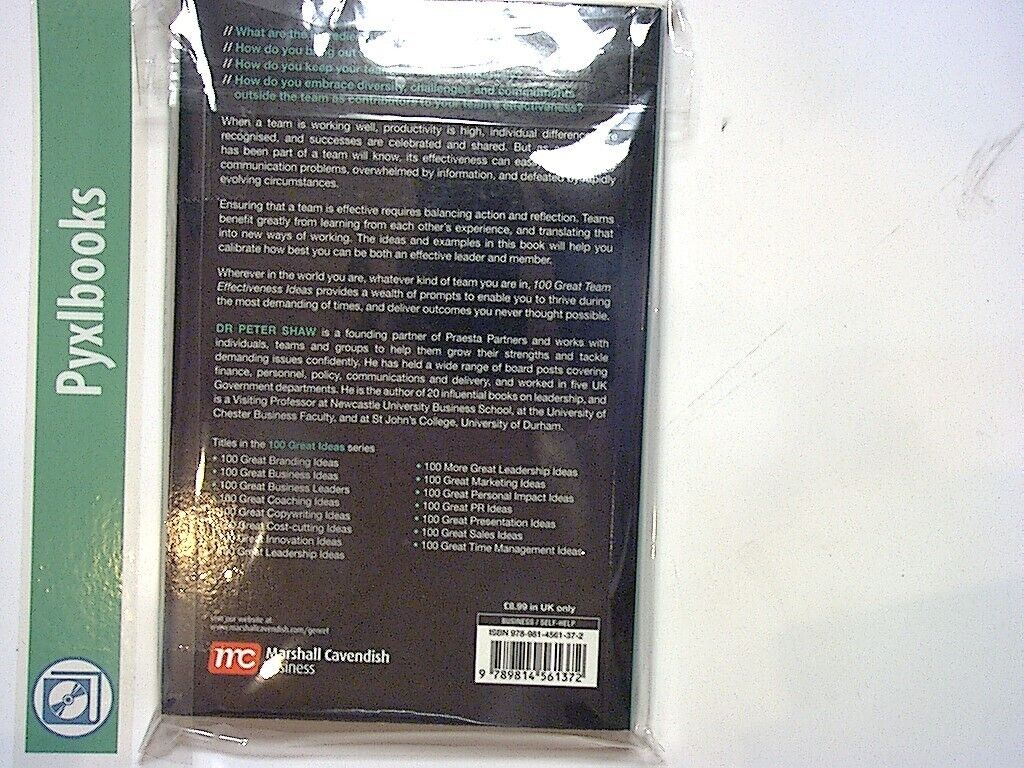 Pyxlbooks
// What are the
// How do you bring out
// How do you keep your
// How do you embrace diversity, challenges and commitments
outside the team as contributors to your team's effectiveness?
When a team is working well, productivity is high, individual
recognised, and successes are celebrated and shared. But as
has been part of a team will know, its effectiveness can
communication problems, overwhelmed by information, and defeated by rapidly
evolving circumstances.
Ensuring that a team is effective requires balancing action and reflection. Teams
benefit greatly from learning from each other's experience, and translating that
into new ways of working. The ideas and examples in this book will help you
calibrate how best you can be both an effective leader and member.
Wherever in the world you are, whatever kind of team you are in, 100 Great Team
Effectiveness Ideas provides a wealth of prompts to enable you to thrive during
the most demanding of times, and deliver outcomes you never thought possible.
DR PETER SHAW is a founding partner of Praesta Partners and works with
individuals, teams and groups to help them grow their strengths and tackle
demanding issues confidently. He has held a wide range of board posts covering
finance, personnel, policy, communications and delivery, and worked in five UK
Government departments. He is the author of 20 influential books on leadership, and
is a Visiting Professor at Newcastle University Business School, at the University of
Chester Business Faculty, and at St John's College, University of Durham.
Titles in the 100 Great Ideas series
• 100 Great Branding Ideas
• 100 Great Business Ideas
• 100 Great Business Leaders
100 Great Coaching Ideas
100 Great Copywriting Ideas
100 Great Cost-cutting Ideas
100 Great Innovation Ideas
100 Great Leadership Ideas
• 100 More Great Leadership Ideas
• 100 Great Marketing Ideas
• 100 Great Personal Impact Ideas
• 100 Great PR Ideas
• 100 Great Presentation Ideas
• 100 Great Sales Ideas
• 100 Great Time Management Ideas
visit our website at
www.marshallcavendish.com/genref
mc Marshall Cavendish
Business
£8.99 in UK only
BUSINESS / SELF-HELP
ISBN 978-981-4561-37-2
9 789814 561372